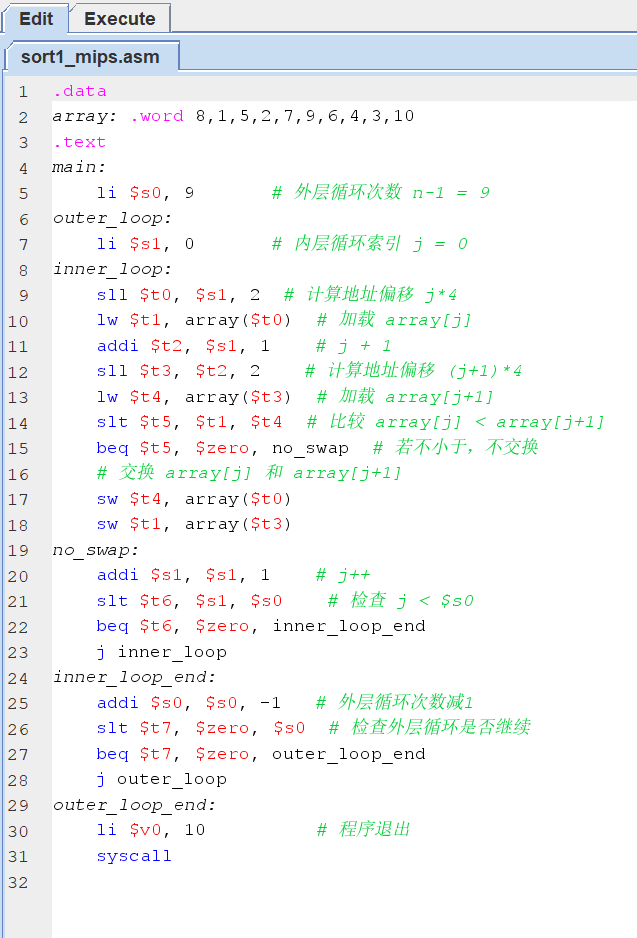 Edit Execute
sort1_mips.asm
1 .data
2 array: .word 8,1,5,2,7,9,6,4,3,10
3 .text
4 main:
5 li $s0, 9 # 外层循环次数 n-1 = 9
6 outer_loop:
7 li $s1, 0 # 内层循环索引 j = 0
8 inner_loop:
9 sll $t0, $s1, 2 # 计算地址偏移 j*4
10 lw $t1, array($t0) # 加载 array[j]
11 addi $t2, $s1, 1 # j + 1
12 sll $t3, $t2, 2 # 计算地址偏移 (j+1)*4
13 lw $t4, array($t3) # 加载 array[j+1]
14 slt $t5, $t1, $t4 # 比较 array[j] < array[j+1]
15 beq $t5, $zero, no_swap # 若不小于，不交换
16 # 交换 array[j] 和 array[j+1]
17 sw $t4, array($t0)
18 sw $t1, array($t3)
19 no_swap:
20 addi $s1, $s1, 1 # j++
21 slt $t6, $s1, $s0 # 检查 j < $s0
22 beq $t6, $zero, inner_loop_end
23 j inner_loop
24 inner_loop_end:
25 addi $s0, $s0, -1 # 外层循环次数减1
26 slt $t7, $zero, $s0 # 检查外层循环是否继续
27 beq $t7, $zero, outer_loop_end
28 j outer_loop
29 outer_loop_end:
30 li $v0, 10 # 程序退出
31 syscall
32